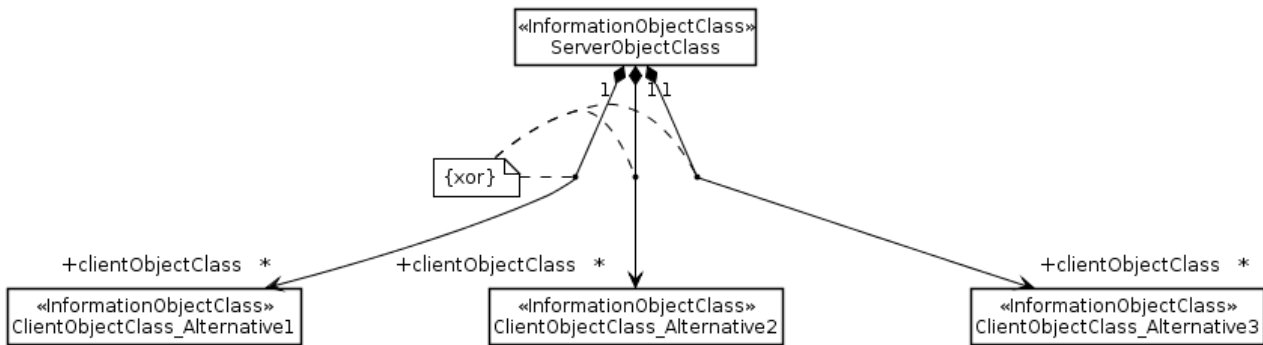 «InformationObjectClass»
ServerObjectClass
1 1 1
{xor}
+clientObjectClass * +clientObjectClass * +clientObjectClass *
«InformationObjectClass» «InformationObjectClass» «InformationObjectClass»
ClientObjectClass_Alternative1 ClientObjectClass_Alternative2 ClientObjectClass_Alternative3